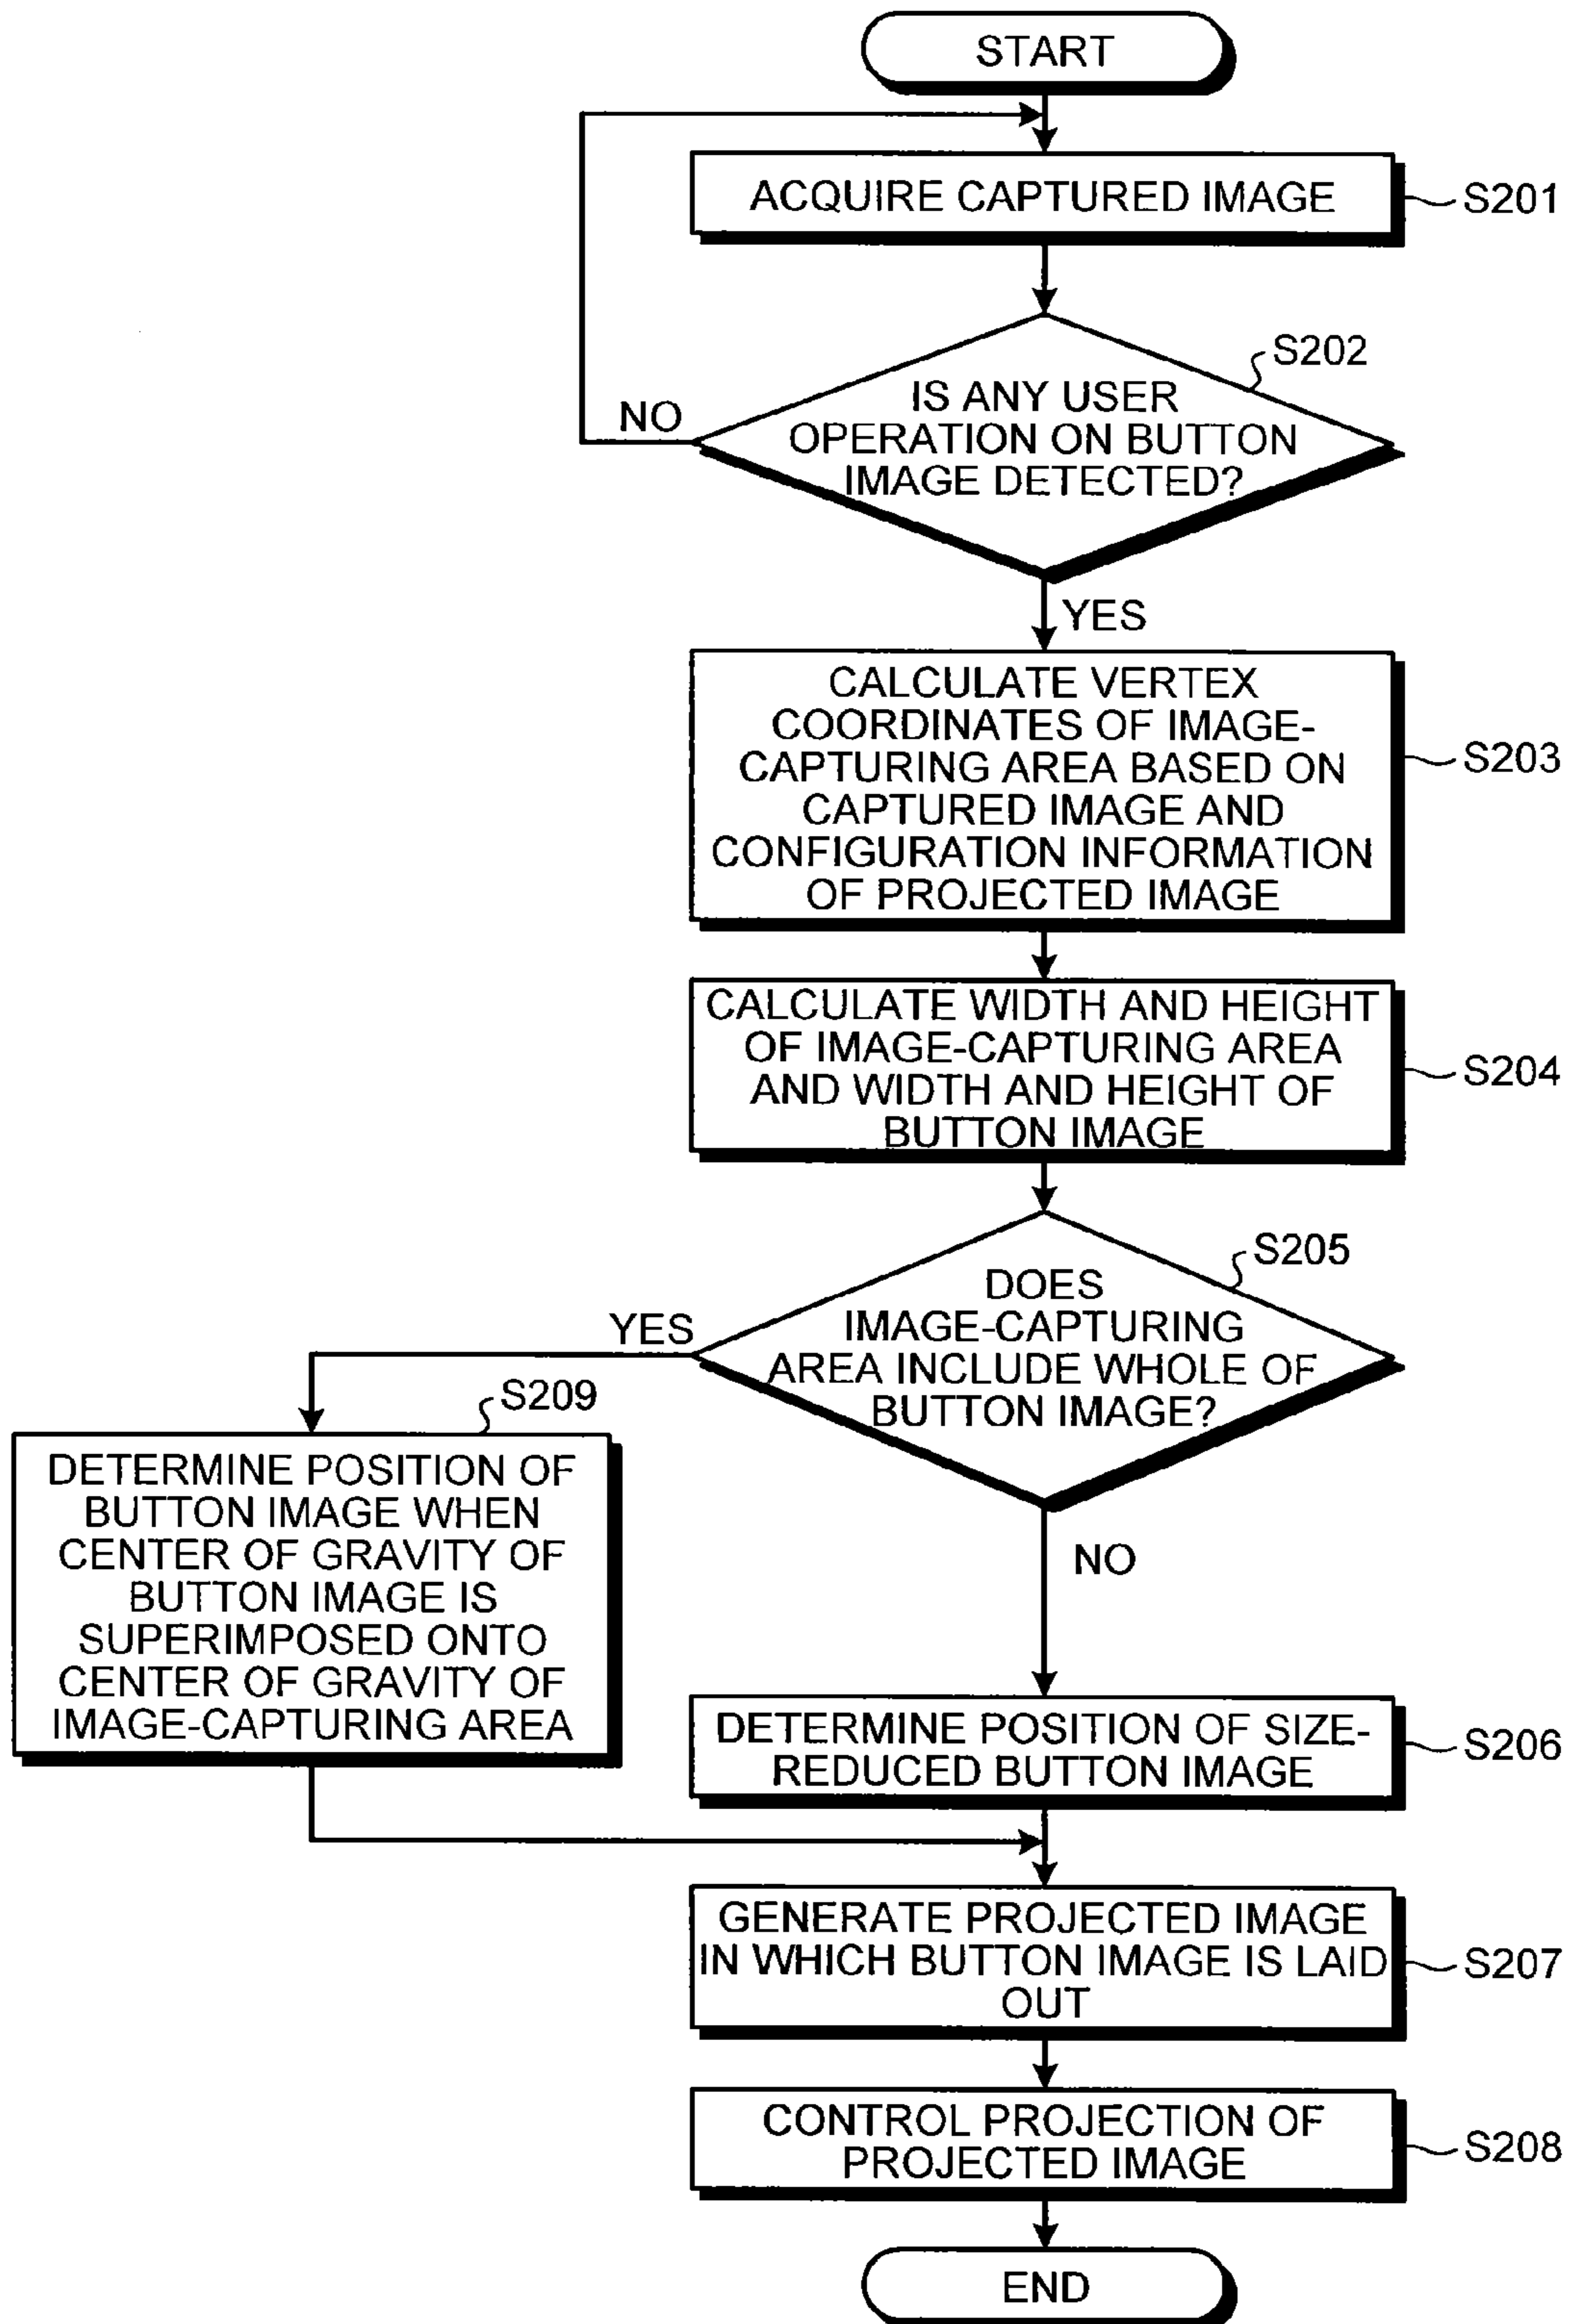 START
ACQUIRE CAPTURED IMAGE
S201
S202
IS ANY USER
OPERATION ON BUTTON
IMAGE DETECTED?
NO
YES
CALCULATE VERTEX
COORDINATES OF IMAGE-
CAPTURING AREA BASED ON
CAPTURED IMAGE AND
CONFIGURATION INFORMATION
OF PROJECTED IMAGE
S203
CALCULATE WIDTH AND HEIGHT
OF IMAGE-CAPTURING AREA
AND WIDTH AND HEIGHT OF
BUTTON IMAGE
S204
S205
DOES
IMAGE-CAPTURING
AREA INCLUDE WHOLE OF
BUTTON IMAGE?
YES
S209
DETERMINE POSITION OF
BUTTON IMAGE WHEN
CENTER OF GRAVITY OF
BUTTON IMAGE IS
SUPERIMPOSED ONTO
CENTER OF GRAVITY OF
IMAGE-CAPTURING AREA
NO
DETERMINE POSITION OF SIZE-
REDUCED BUTTON IMAGE
S206
GENERATE PROJECTED IMAGE
IN WHICH BUTTON IMAGE IS LAID
OUT
S207
CONTROL PROJECTION OF
PROJECTED IMAGE
S208
END